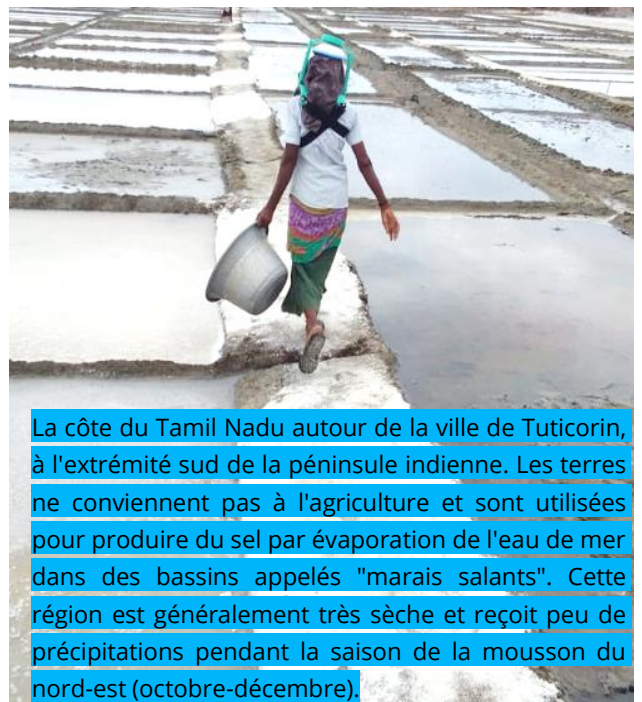 La côte du Tamil Nadu autour de la ville de Tuticorin,
à l'extrémité sud de la péninsule indienne. Les terres
ne conviennent pas à l'agriculture et sont utilisées
pour produire du sel par évaporation de l'eau de mer
dans des bassins appelés "marais salants". Cette
région est généralement très sèche et reçoit peu de
précipitations pendant la saison de la mousson du
nord-est (octobre-décembre).